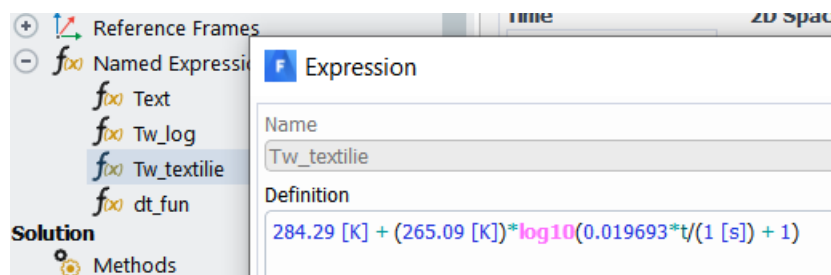 Time 2D Spac
Reference Frames
Named Expressi
Expression
Text
Name
Tw_log
Tw_textilie
Tw_textilie
dt_fun
Definition
Solution
284.29 [K] + (265.09 [K])*log10(0.019693*t/(1 [s]) + 1)
Methods